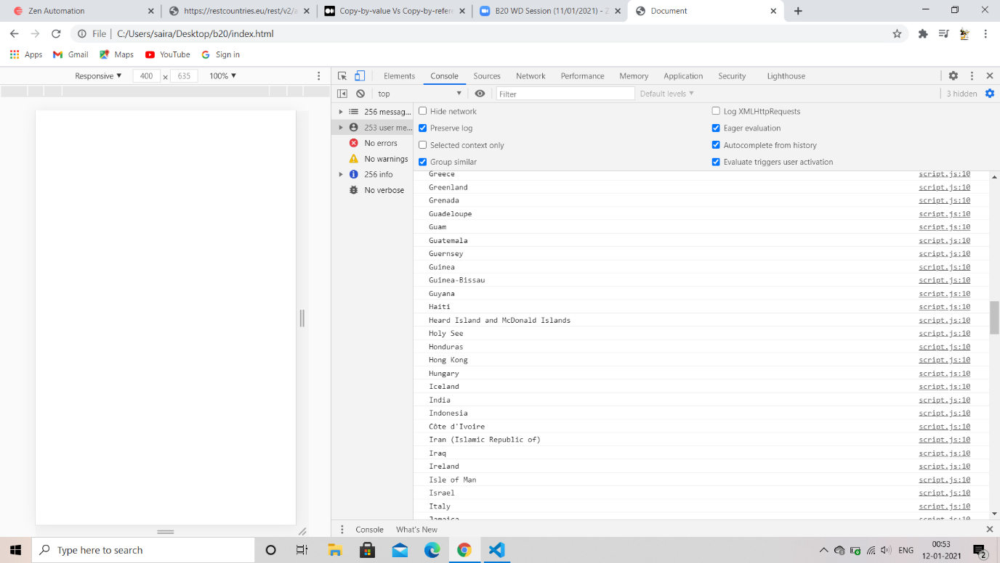 Zen Automation
https://restcountries.eu/rest/v2/a
Copy-by-value Vs Copy-by-refere
B20 WD Session (11/01/2021) - Z
Document
File | C:/Users/saira/Desktop/b20/index.html
Apps Gmail Maps YouTube Sign in
Responsive ▼ 400 × 635 100% ▼
Elements Console Sources Network Performance Memory Application Security Lighthouse
top ▼ Filter Default levels ▼ 3 hidden
256 messag...
253 user me...
No errors
No warnings
256 info
No verbose
Hide network
Log XMLHttpRequests
Preserve log
Eager evaluation
Selected context only
Autocomplete from history
Group similar
Evaluate triggers user activation
Greece script.js:10
Greenland script.js:10
Grenada script.js:10
Guadeloupe script.js:10
Guam script.js:10
Guatemala script.js:10
Guernsey script.js:10
Guinea script.js:10
Guinea-Bissau script.js:10
Guyana script.js:10
Haiti script.js:10
Heard Island and McDonald Islands script.js:10
Holy See script.js:10
Honduras script.js:10
Hong Kong script.js:10
Hungary script.js:10
Iceland script.js:10
India script.js:10
Indonesia script.js:10
Côte d'Ivoire script.js:10
Iran (Islamic Republic of) script.js:10
Iraq script.js:10
Ireland script.js:10
Isle of Man script.js:10
Israel script.js:10
Italy script.js:10
Jamaica script.js:10
Console What's New
Type here to search
ENG
00:53
12-01-2021
2